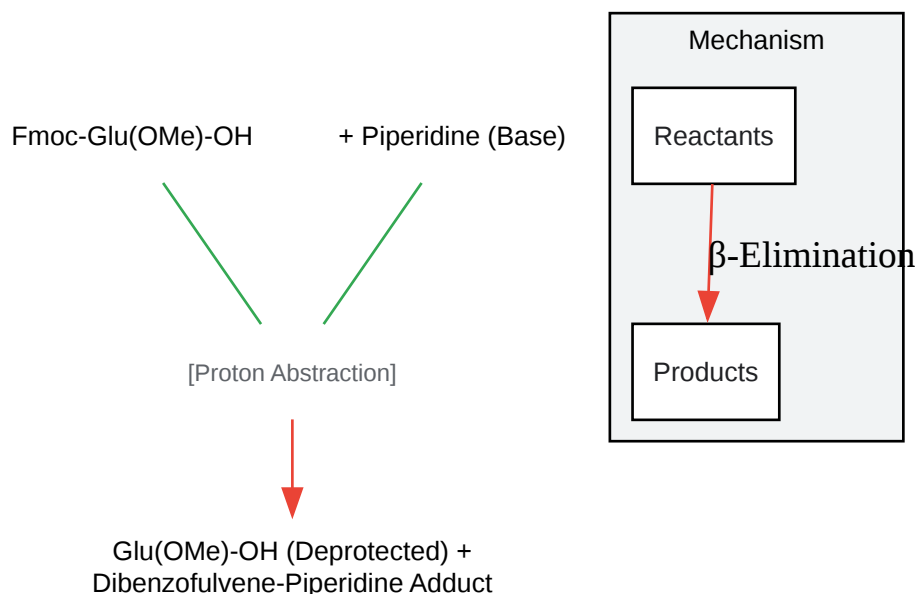 Mechanism
Fmoc-Glu(OMe)-OH
+ Piperidine (Base)
Reactants
β-Elimination
[Proton Abstraction]
Products
Glu(OMe)-OH (Deprotected) +
Dibenzofulvene-Piperidine Adduct